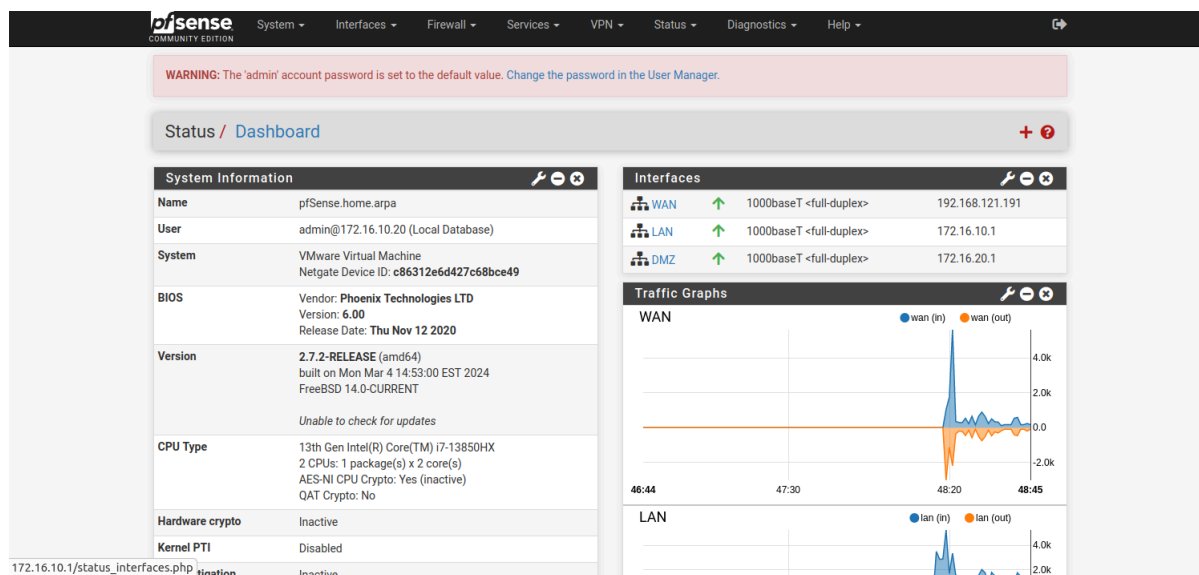 pfsense
COMMUNITY EDITION
System Interfaces Firewall Services VPN Status Diagnostics Help
WARNING: The 'admin' account password is set to the default value. Change the password in the User Manager.
Status / Dashboard
System Information
Name pfSense.home.arpa
User admin@172.16.10.20 (Local Database)
System VMware Virtual Machine
Netgate Device ID: c86312e6d427c68bce49
BIOS Vendor: Phoenix Technologies LTD
Version: 6.00
Release Date: Thu Nov 12 2020
Version 2.7.2-RELEASE (amd64)
built on Mon Mar 4 14:53:00 EST 2024
FreeBSD 14.0-CURRENT
Unable to check for updates
CPU Type 13th Gen Intel(R) Core(TM) i7-13850HX
2 CPUs: 1 package(s) x 2 core(s)
AES-NI CPU Crypto: Yes (inactive)
QAT Crypto: No
Hardware crypto Inactive
Kernel PTI Disabled
tigation Inactive
172.16.10.1/status_interfaces.php
Interfaces
WAN 1000baseT <full-duplex> 192.168.121.191
LAN 1000baseT <full-duplex> 172.16.10.1
DMZ 1000baseT <full-duplex> 172.16.20.1
Traffic Graphs
WAN wan (in) wan (out)
4.0k
2.0k
0.0
-2.0k
46:44 47:30 48:20 48:45
LAN lan (in) lan (out)
4.0k
2.0k